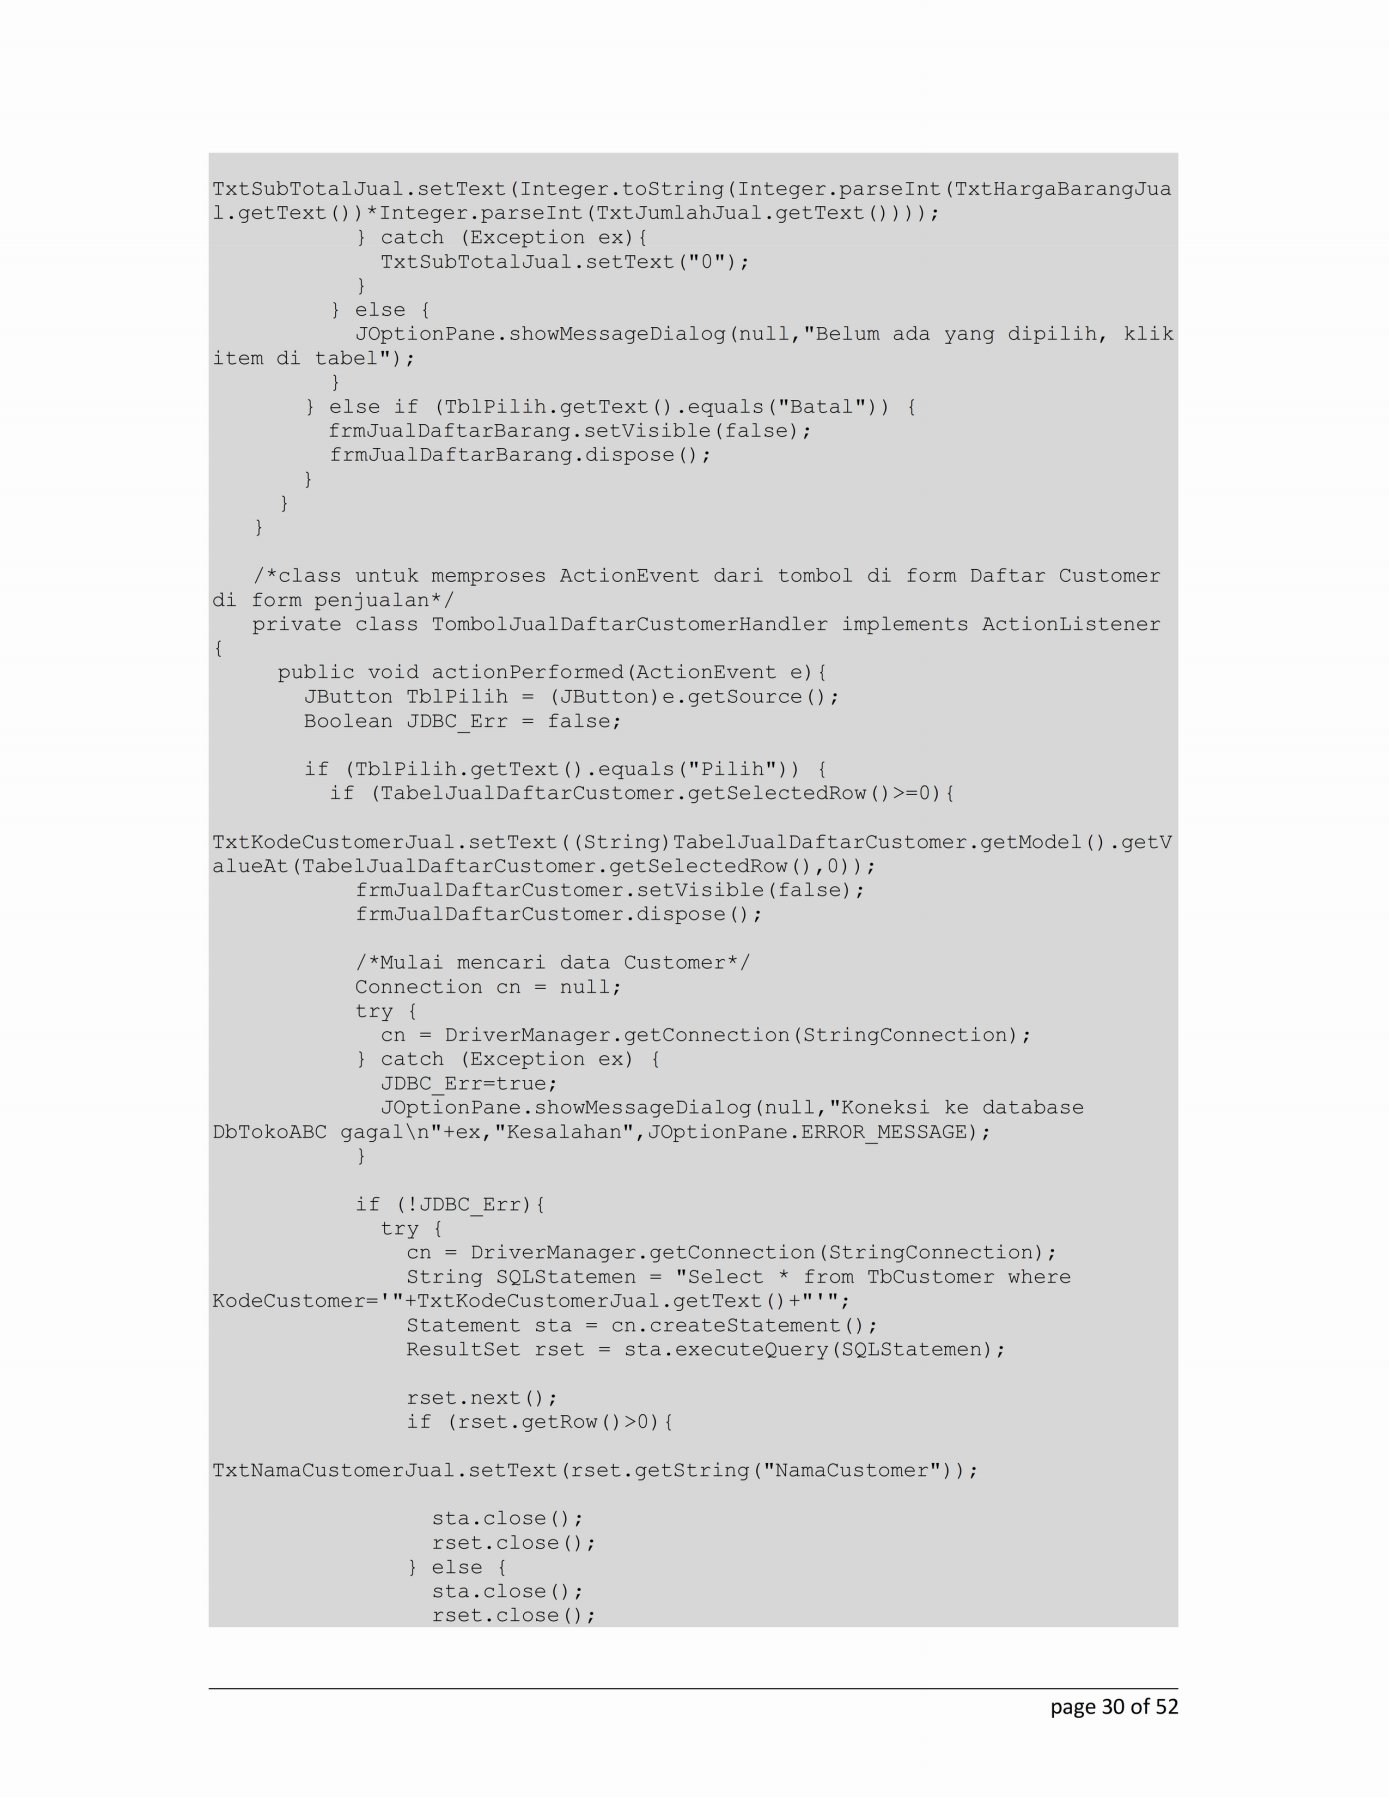 TxtSubTotalJual.setText(Integer.toString(Integer.parseInt(TxtHargaBarangJua
l.getText())*Integer.parseInt(TxtJumlahJual.getText())));
} catch (Exception ex){
TxtSubTotalJual.setText("0");
}
} else {
JOptionPane.showMessageDialog(null,"Belum ada yang dipilih, klik
item di tabel");
}
} else if (TblPilih.getText().equals("Batal")) {
frmJualDaftarBarang.setVisible(false);
frmJualDaftarBarang.dispose();
}
}
}
/*class untuk memproses ActionEvent dari tombol di form Daftar Customer
di form penjualan*/
private class TombolJualDaftarCustomerHandler implements ActionListener
{
public void actionPerformed(ActionEvent e){
JButton TblPilih = (JButton)e.getSource();
Boolean JDBC_Err = false;
if (TblPilih.getText().equals("Pilih")) {
if (TabelJualDaftarCustomer.getSelectedRow()>=0){
TxtKodeCustomerJual.setText((String)TabelJualDaftarCustomer.getModel().getV
alueAt(TabelJualDaftarCustomer.getSelectedRow(),0));
frmJualDaftarCustomer.setVisible(false);
frmJualDaftarCustomer.dispose();
/*Mulai mencari data Customer*/
Connection cn = null;
try {
cn = DriverManager.getConnection(StringConnection);
} catch (Exception ex) {
JDBC_Err=true;
JOptionPane.showMessageDialog(null,"Koneksi ke database
DbTokoABC gagal\n"+ex,"Kesalahan",JOptionPane.ERROR_MESSAGE);
}
if (!JDBC_Err){
try {
cn = DriverManager.getConnection(StringConnection);
String SQLStatemen = "Select * from TbCustomer where
KodeCustomer='"+TxtKodeCustomerJual.getText()+"'";
Statement sta = cn.createStatement();
ResultSet rset = sta.executeQuery(SQLStatemen);
rset.next();
if (rset.getRow()>0){
TxtNamaCustomerJual.setText(rset.getString("NamaCustomer"));
sta.close();
rset.close();
} else {
sta.close();
rset.close();
page 30 of 52